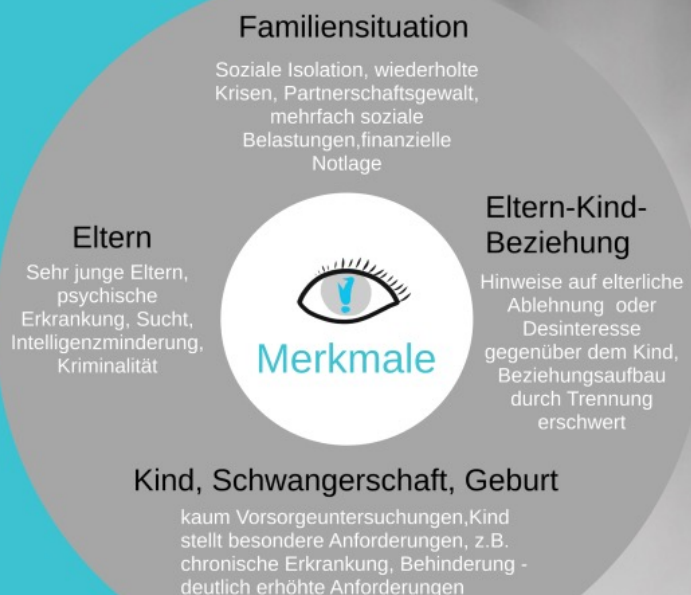 Familiensituation
Soziale Isolation, wiederholte
Krisen, Partnerschaftsgewalt,
mehrfach soziale
Belastungen,finanzielle
Notlage
Eltern
Sehr junge Eltern,
psychische
Erkrankung, Sucht,
Intelligenzminderung,
Kriminalität
Merkmale
Eltern-Kind-
Beziehung
Hinweise auf elterliche
Ablehnung oder
Desinteresse
gegenüber dem Kind,
Beziehungsaufbau
durch Trennung
erschwert
Kind, Schwangerschaft, Geburt
kaum Vorsorgeuntersuchungen,Kind
stellt besondere Anforderungen, z.B.
chronische Erkrankung, Behinderung -
deutlich erhöhte Anforderungen